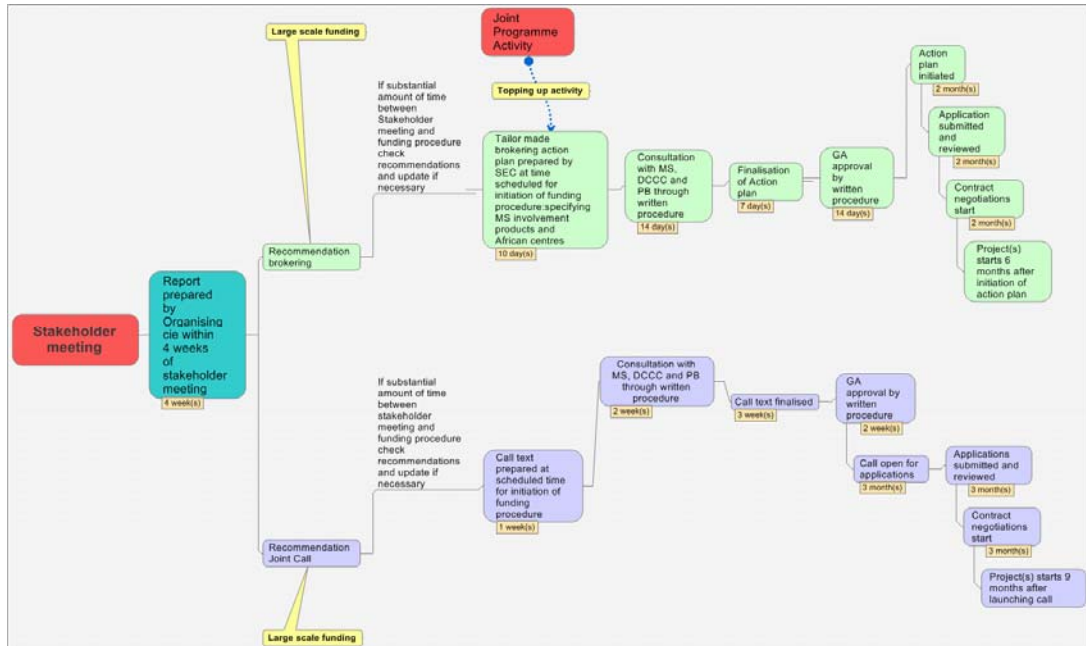 Large scale funding
Joint
Programme
Activity
Topping up activity
If substantial
amount of time
between
Stakeholder
meeting and
funding procedure
check
recommendations
and update if
necessary
Tailor made
brokering action
plan prepared by
SEC at time
scheduled for
initiation of funding
procedure:specifying
MS involvement
products and
African centres
10 day(s)
Consultation
with MS,
DCCC and
PB through
written
procedure
14 day(s)
Finalisation
of Action
plan
7 day(s)
GA
approval
by
written
procedure
14 day(s)
Action
plan
initiated
2 month(s)
Application
submitted
and
reviewed
2 month(s)
Contract
negotiations
start
2 month(s)
Project(s)
starts 6
months after
initiation of
action plan
Recommendation
brokering
Stakeholder
meeting
Report
prepared
by
Organising
cie within
4 weeks
of
stakeholder
meeting
4 week(s)
If substantial
amount of
time
between
stakeholder
meeting and
funding
procedure
check
recommendations
and update if
necessary
Call text
prepared at
scheduled time
for initiation of
funding
procedure
1 week(s)
Consultation with
MS, DCCC and PB
through written
procedure
2 week(s)
Call text finalised
3 week(s)
GA
approval by
written
procedure
2 week(s)
Call open for
applications
3 month(s)
Applications
submitted and
reviewed
3 month(s)
Contract
negotiations
start
3 month(s)
Project(s) starts 9
months after
launching call
Recommendation
Joint Call
Large scale funding